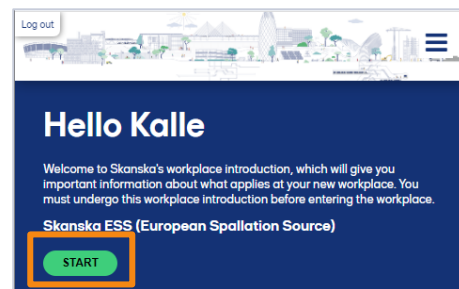 Log out
Hello Kalle
Welcome to Skanska's workplace introduction, which will give you
important information about what applies at your new workplace. You
must undergo this workplace introduction before entering the workplace.
Skanska ESS (European Spallation Source)
START